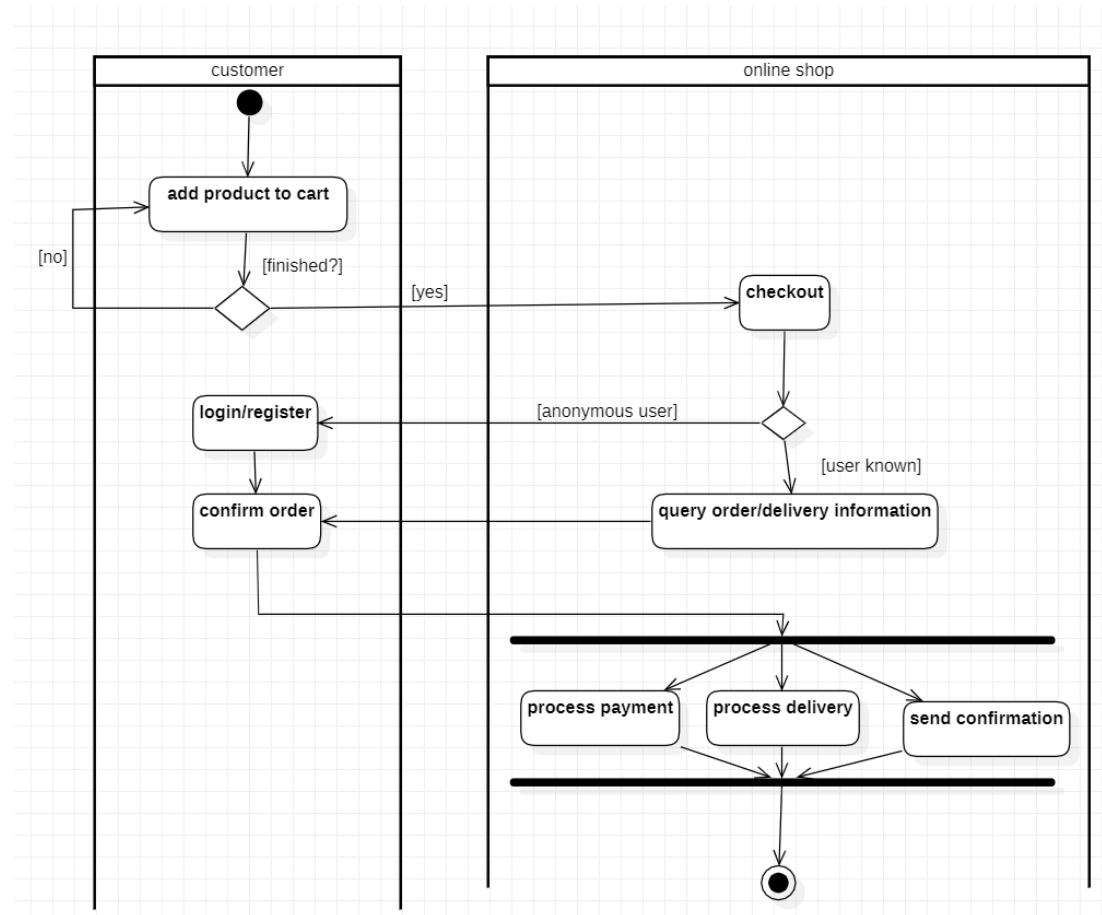 customer
online shop
add product to cart
[no]
[finished?]
[yes]
checkout
login/register
[anonymous user]
[user known]
confirm order
query order/delivery information
process payment
process delivery
send confirmation